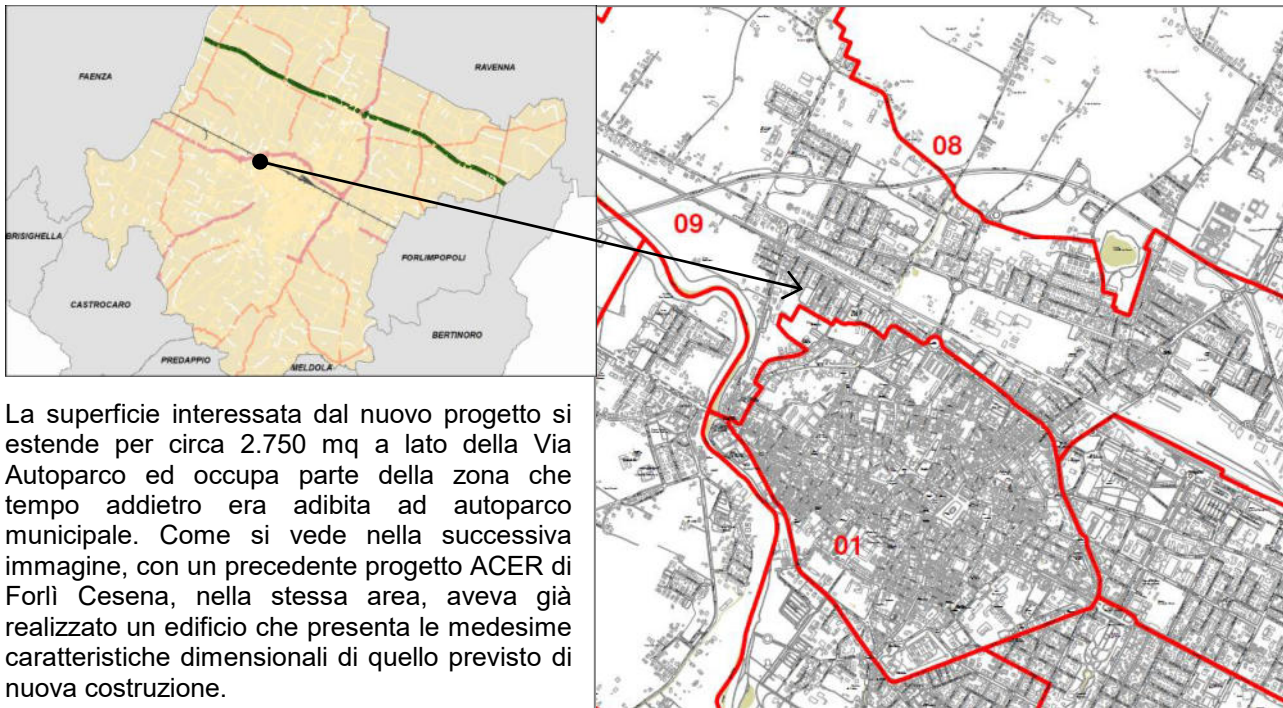 FAENZA
RAVENNA
BRISIGHELLA
FORLIMPOPOLI
CASTROCARO
BERTINORO
PREDAPPIO
MELDOLA
08
09
01
La superficie interessata dal nuovo progetto si
estende per circa 2.750 mq a lato della Via
Autoparco ed occupa parte della zona che
tempo addietro era adibita ad autoparco
municipale. Come si vede nella successiva
immagine, con un precedente progetto ACER di
Forlì Cesena, nella stessa area, aveva già
realizzato un edificio che presenta le medesime
caratteristiche dimensionali di quello previsto di
nuova costruzione.